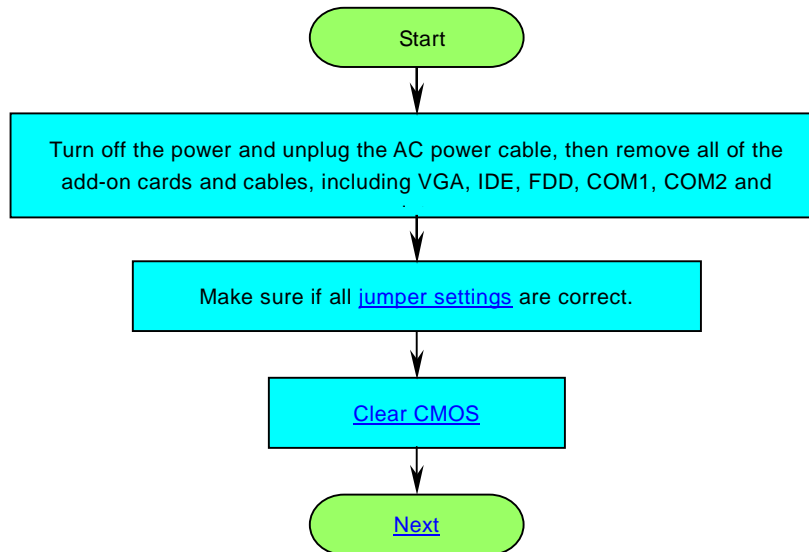 Start
Turn off the power and unplug the AC power cable, then remove all of the
add-on cards and cables, including VGA, IDE, FDD, COM1, COM2 and
Make sure if all jumper settings are correct.
Clear CMOS
Next